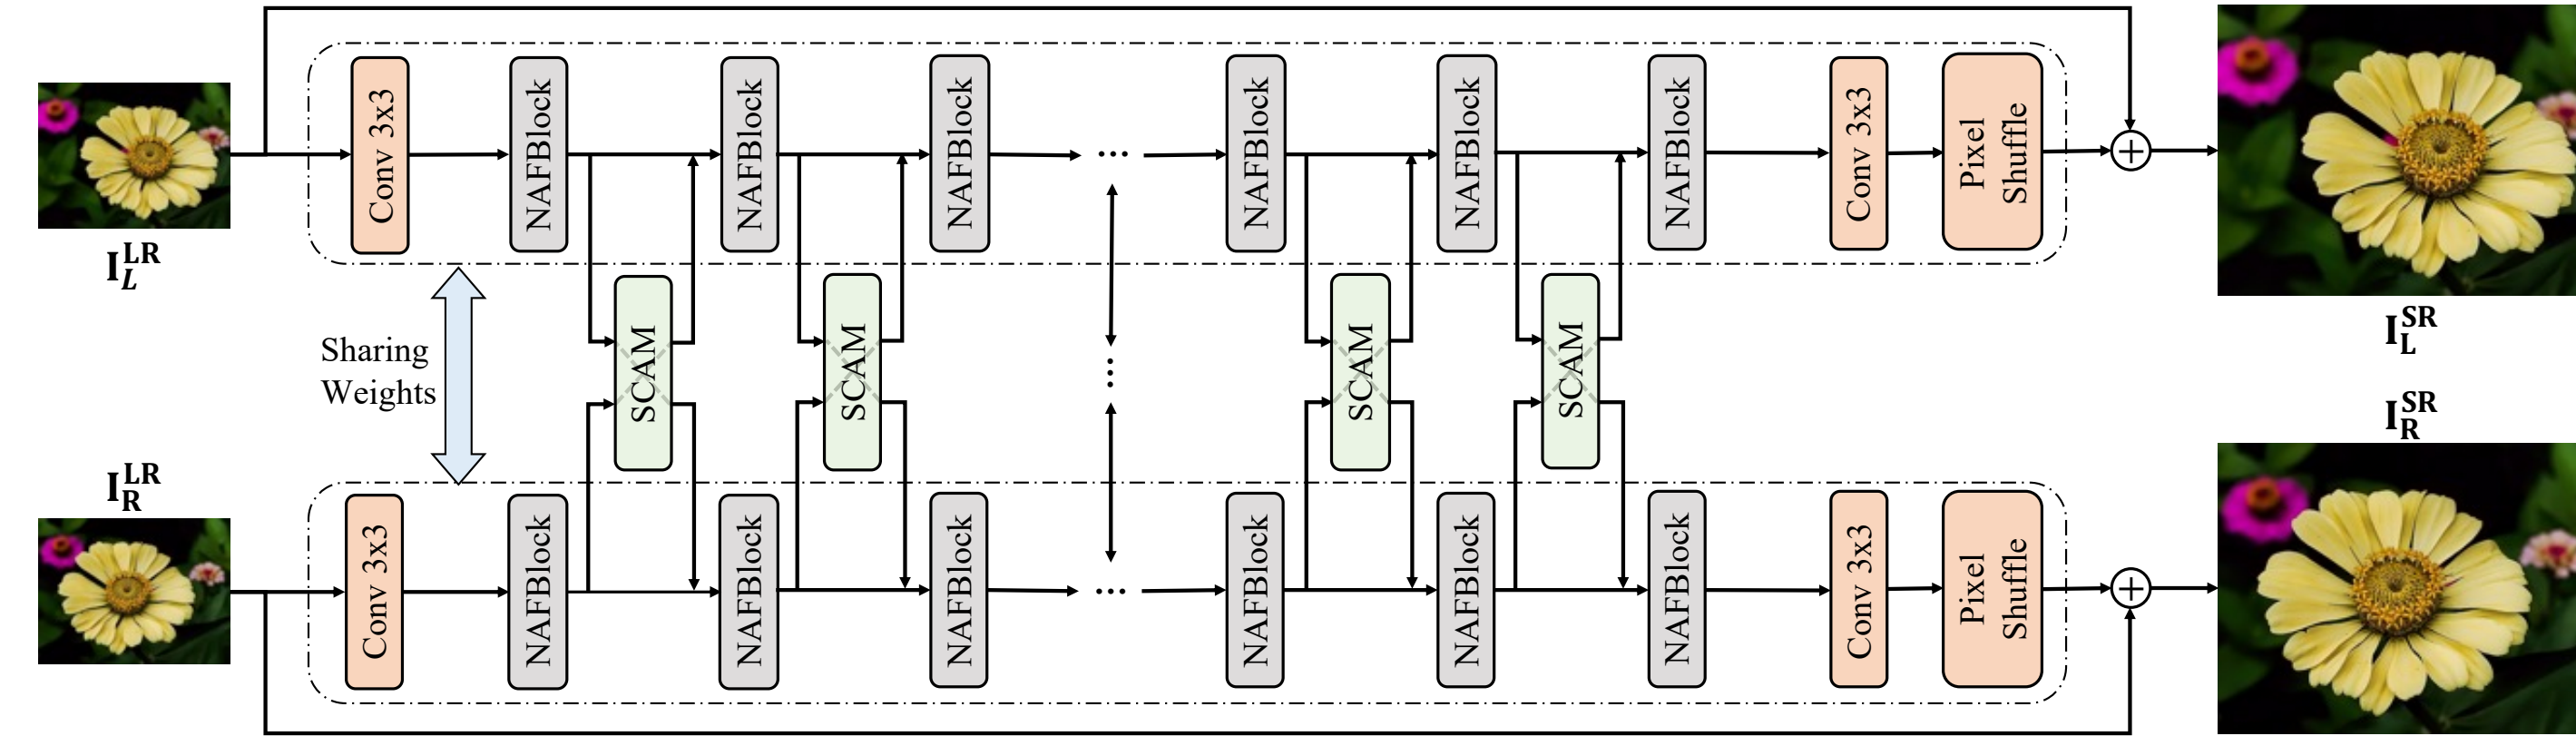 I_L^LR
Conv 3x3
NAFBlock
NAFBlock
NAFBlock
...
NAFBlock
NAFBlock
NAFBlock
Conv 3x3
Pixel
Shuffle
+
I_L^SR
Sharing
Weights
SCAM
SCAM
...
SCAM
SCAM
I_R^LR
Conv 3x3
NAFBlock
NAFBlock
NAFBlock
...
NAFBlock
NAFBlock
NAFBlock
Conv 3x3
Pixel
Shuffle
+
I_R^SR